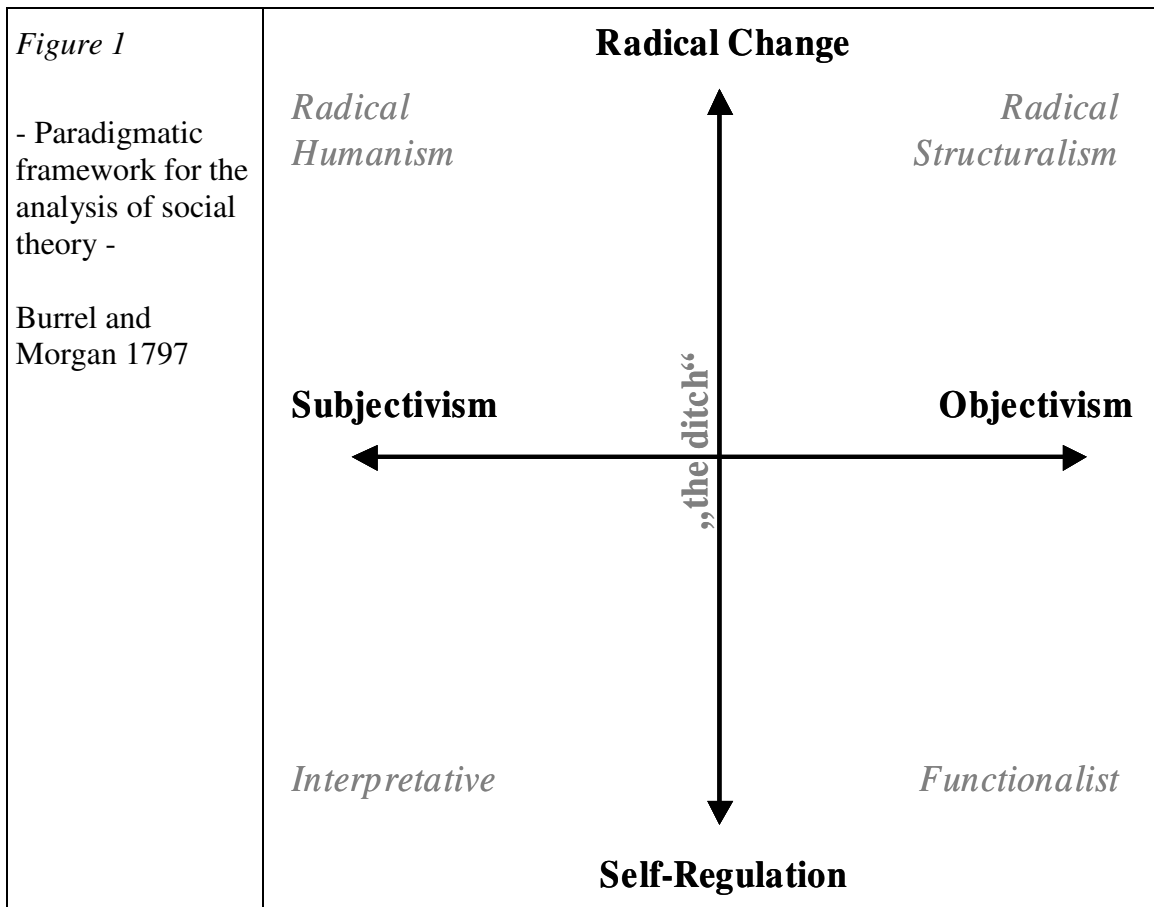 Figure 1
- Paradigmatic
framework for the
analysis of social
theory -
Burrel and
Morgan 1797
Radical Change
Radical
Humanism
Radical
Structuralism
„the ditch“
Subjectivism
Objectivism
Interpretative
Functionalist
Self-Regulation